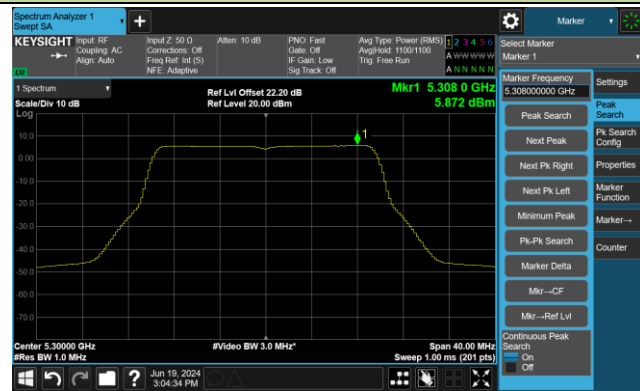 Spectrum Analyzer 1
Swept SA
+
Marker
KEYSIGHT
Input: RF
Coupling: AC
Align: Auto
Input Z: 50 Ω
Corrections: Off
Freq Ref: Int (S)
NFE: Adaptive
Atten: 10 dB
PNO: Fast
Gate: Off
IF Gain: Low
Sig Track: Off
Avg Type: Power (RMS)
Avg|Hold: 1100/1100
Trig: Free Run
1 2 3 4 5 6
A W W W W W
A N N N N N
LW
Select Marker
Marker 1
1 Spectrum
Scale/Div 10 dB
Ref Lvl Offset 22.20 dB
Ref Level 20.00 dBm
Mkr1 5.308 0 GHz
5.872 dBm
Log
10.0
0.00
-10.0
-20.0
-30.0
-40.0
-50.0
-60.0
-70.0
1
Center 5.30000 GHz
#Res BW 1.0 MHz
#Video BW 3.0 MHz*
Span 40.00 MHz
Sweep 1.00 ms (201 pts)
Marker Frequency
5.308000000 GHz
Peak Search
Next Peak
Next Pk Right
Next Pk Left
Minimum Peak
Pk-Pk Search
Marker Delta
Mkr→CF
Mkr→Ref Lvl
Continuous Peak
Search
On
Off
Settings
Peak
Search
Pk Search
Config
Properties
Marker
Function
Marker→
Counter
?
Jun 19, 2024
3:04:34 PM